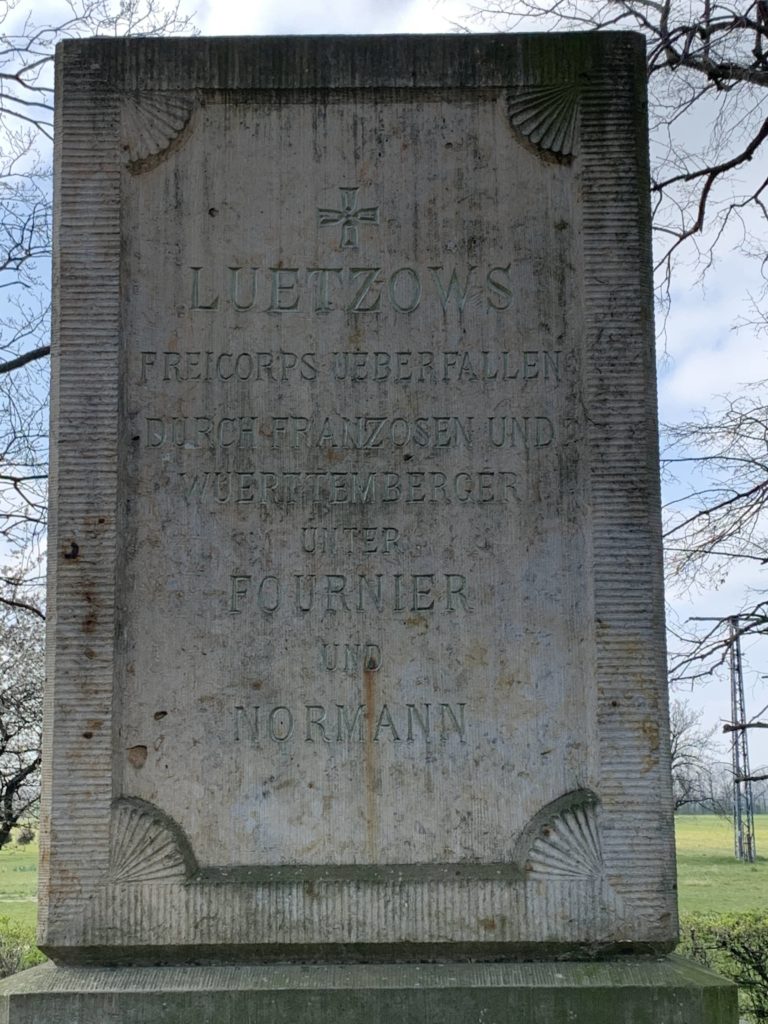 LUETZOWS
FREICORPS UEBERFALLEN
DURCH FRANZOSEN UND
WUERTTEMBERGER
UNTER
FOURNIER
UND
NORMANN